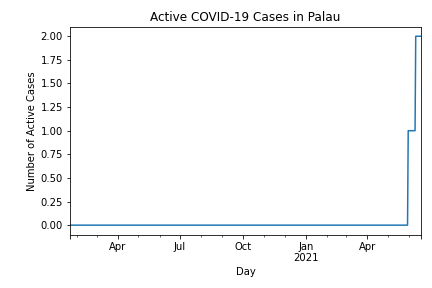 Active COVID-19 Cases in Palau
Number of Active Cases
2.00
1.75
1.50
1.25
1.00
0.75
0.50
0.25
0.00
Apr Jul Oct Jan Apr
2021
Day